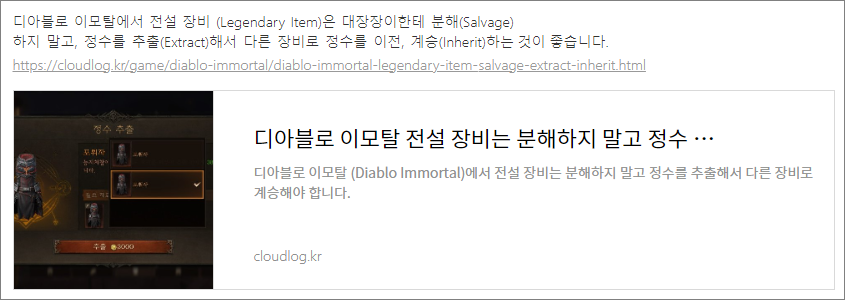 디아블로 이모탈에서 전설 장비 (Legendary Item)은 대장장이한테 분해(Salvage)
하지 말고, 정수를 추출(Extract)해서 다른 장비로 정수를 이전, 계승(Inherit)하는 것이 좋습니다.
https://cloudlog.kr/game/diablo-immortal/diablo-immortal-legendary-item-salvage-extract-inherit.html
정수 추출
추출 3000
디아블로 이모탈 전설 장비는 분해하지 말고 정수 …
디아블로 이모탈 (Diablo Immortal)에서 전설 장비는 분해하지 말고 정수를 추출해서 다른 장비로
계승해야 합니다.
cloudlog.kr